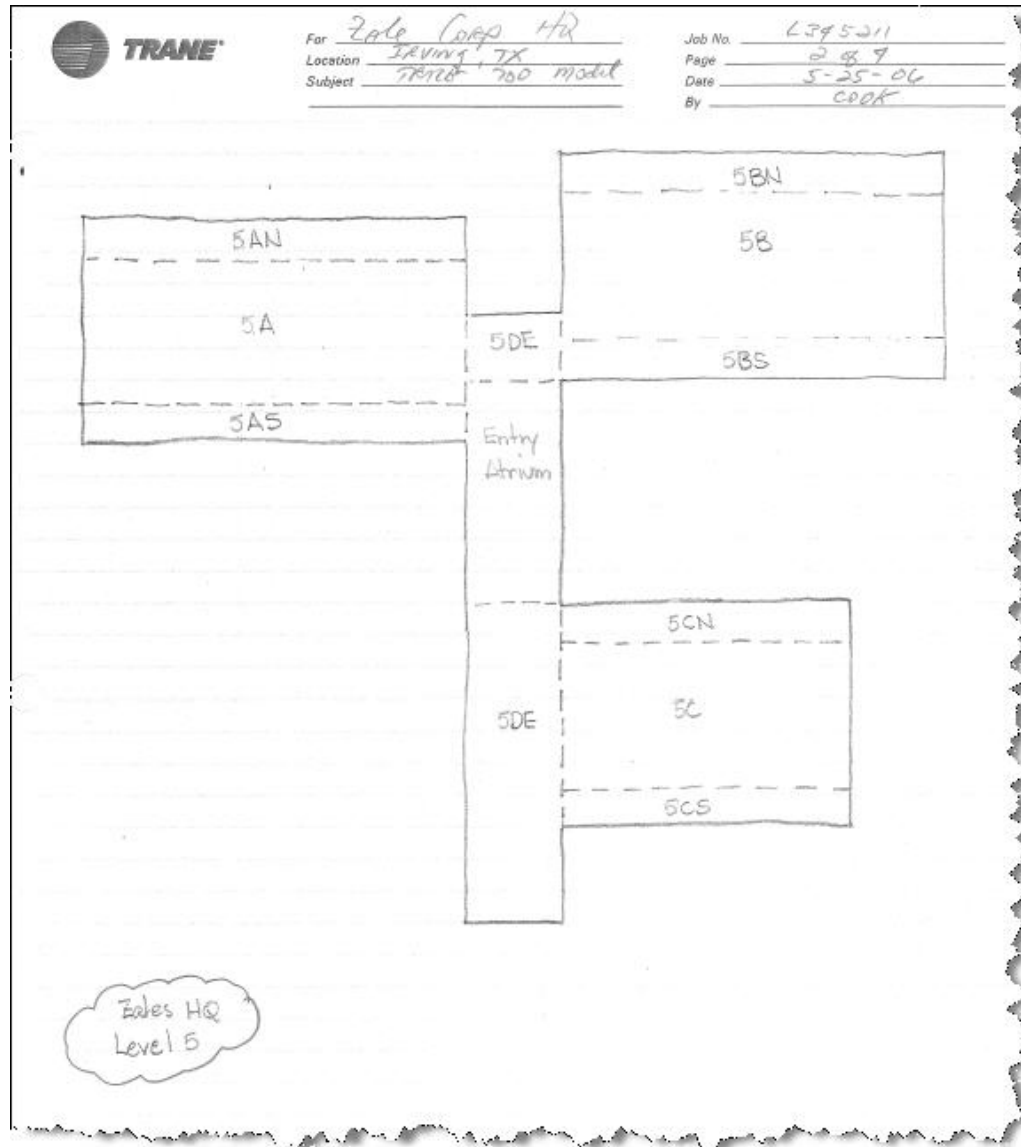 TRANE®
For Zale Corp HQ
Location IRVING, TX
Subject TRACE 700 model
Job No. L395211
Page 2 of 9
Date 5-25-06
By COOK
5BN
5AN
5B
5A
5DE
5BS
5AS
Entry
Atrium
5CN
5C
5DE
5CS
Zales HQ
Level 5